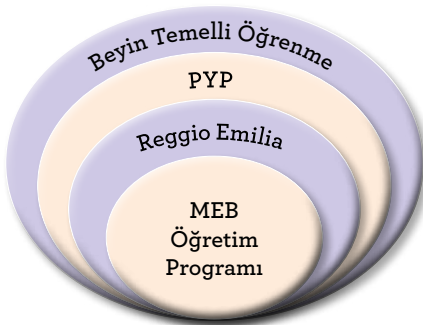 Beyin Temelli Öğrenme
PYP
Reggio Emilia
MEB
Öğretim
Programı